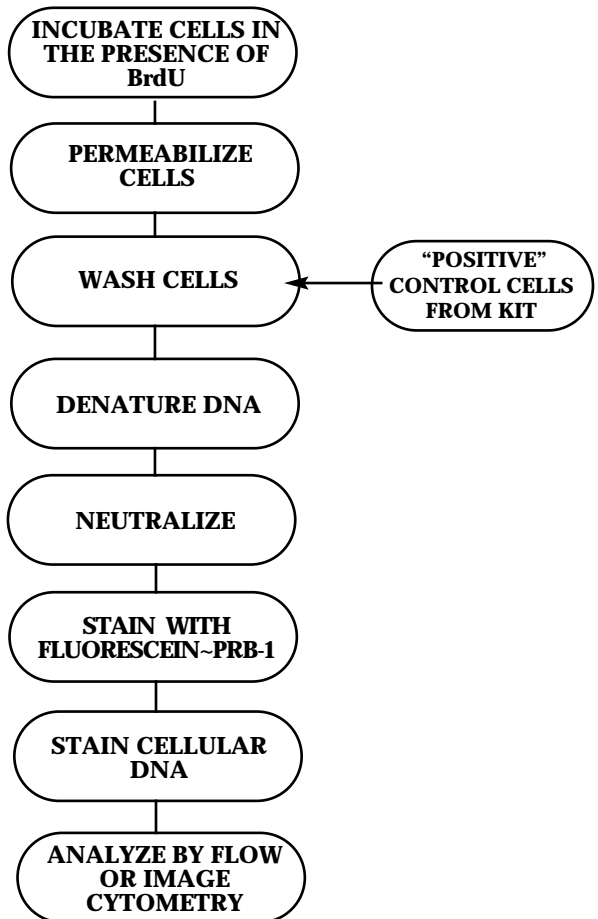 INCUBATE CELLS IN
THE PRESENCE OF
BrdU
PERMEABILIZE
CELLS
WASH CELLS
“POSITIVE”
CONTROL CELLS
FROM KIT
DENATURE DNA
NEUTRALIZE
STAIN WITH
FLUORESCEIN~PRB-1
STAIN CELLULAR
DNA
ANALYZE BY FLOW
OR IMAGE
CYTOMETRY